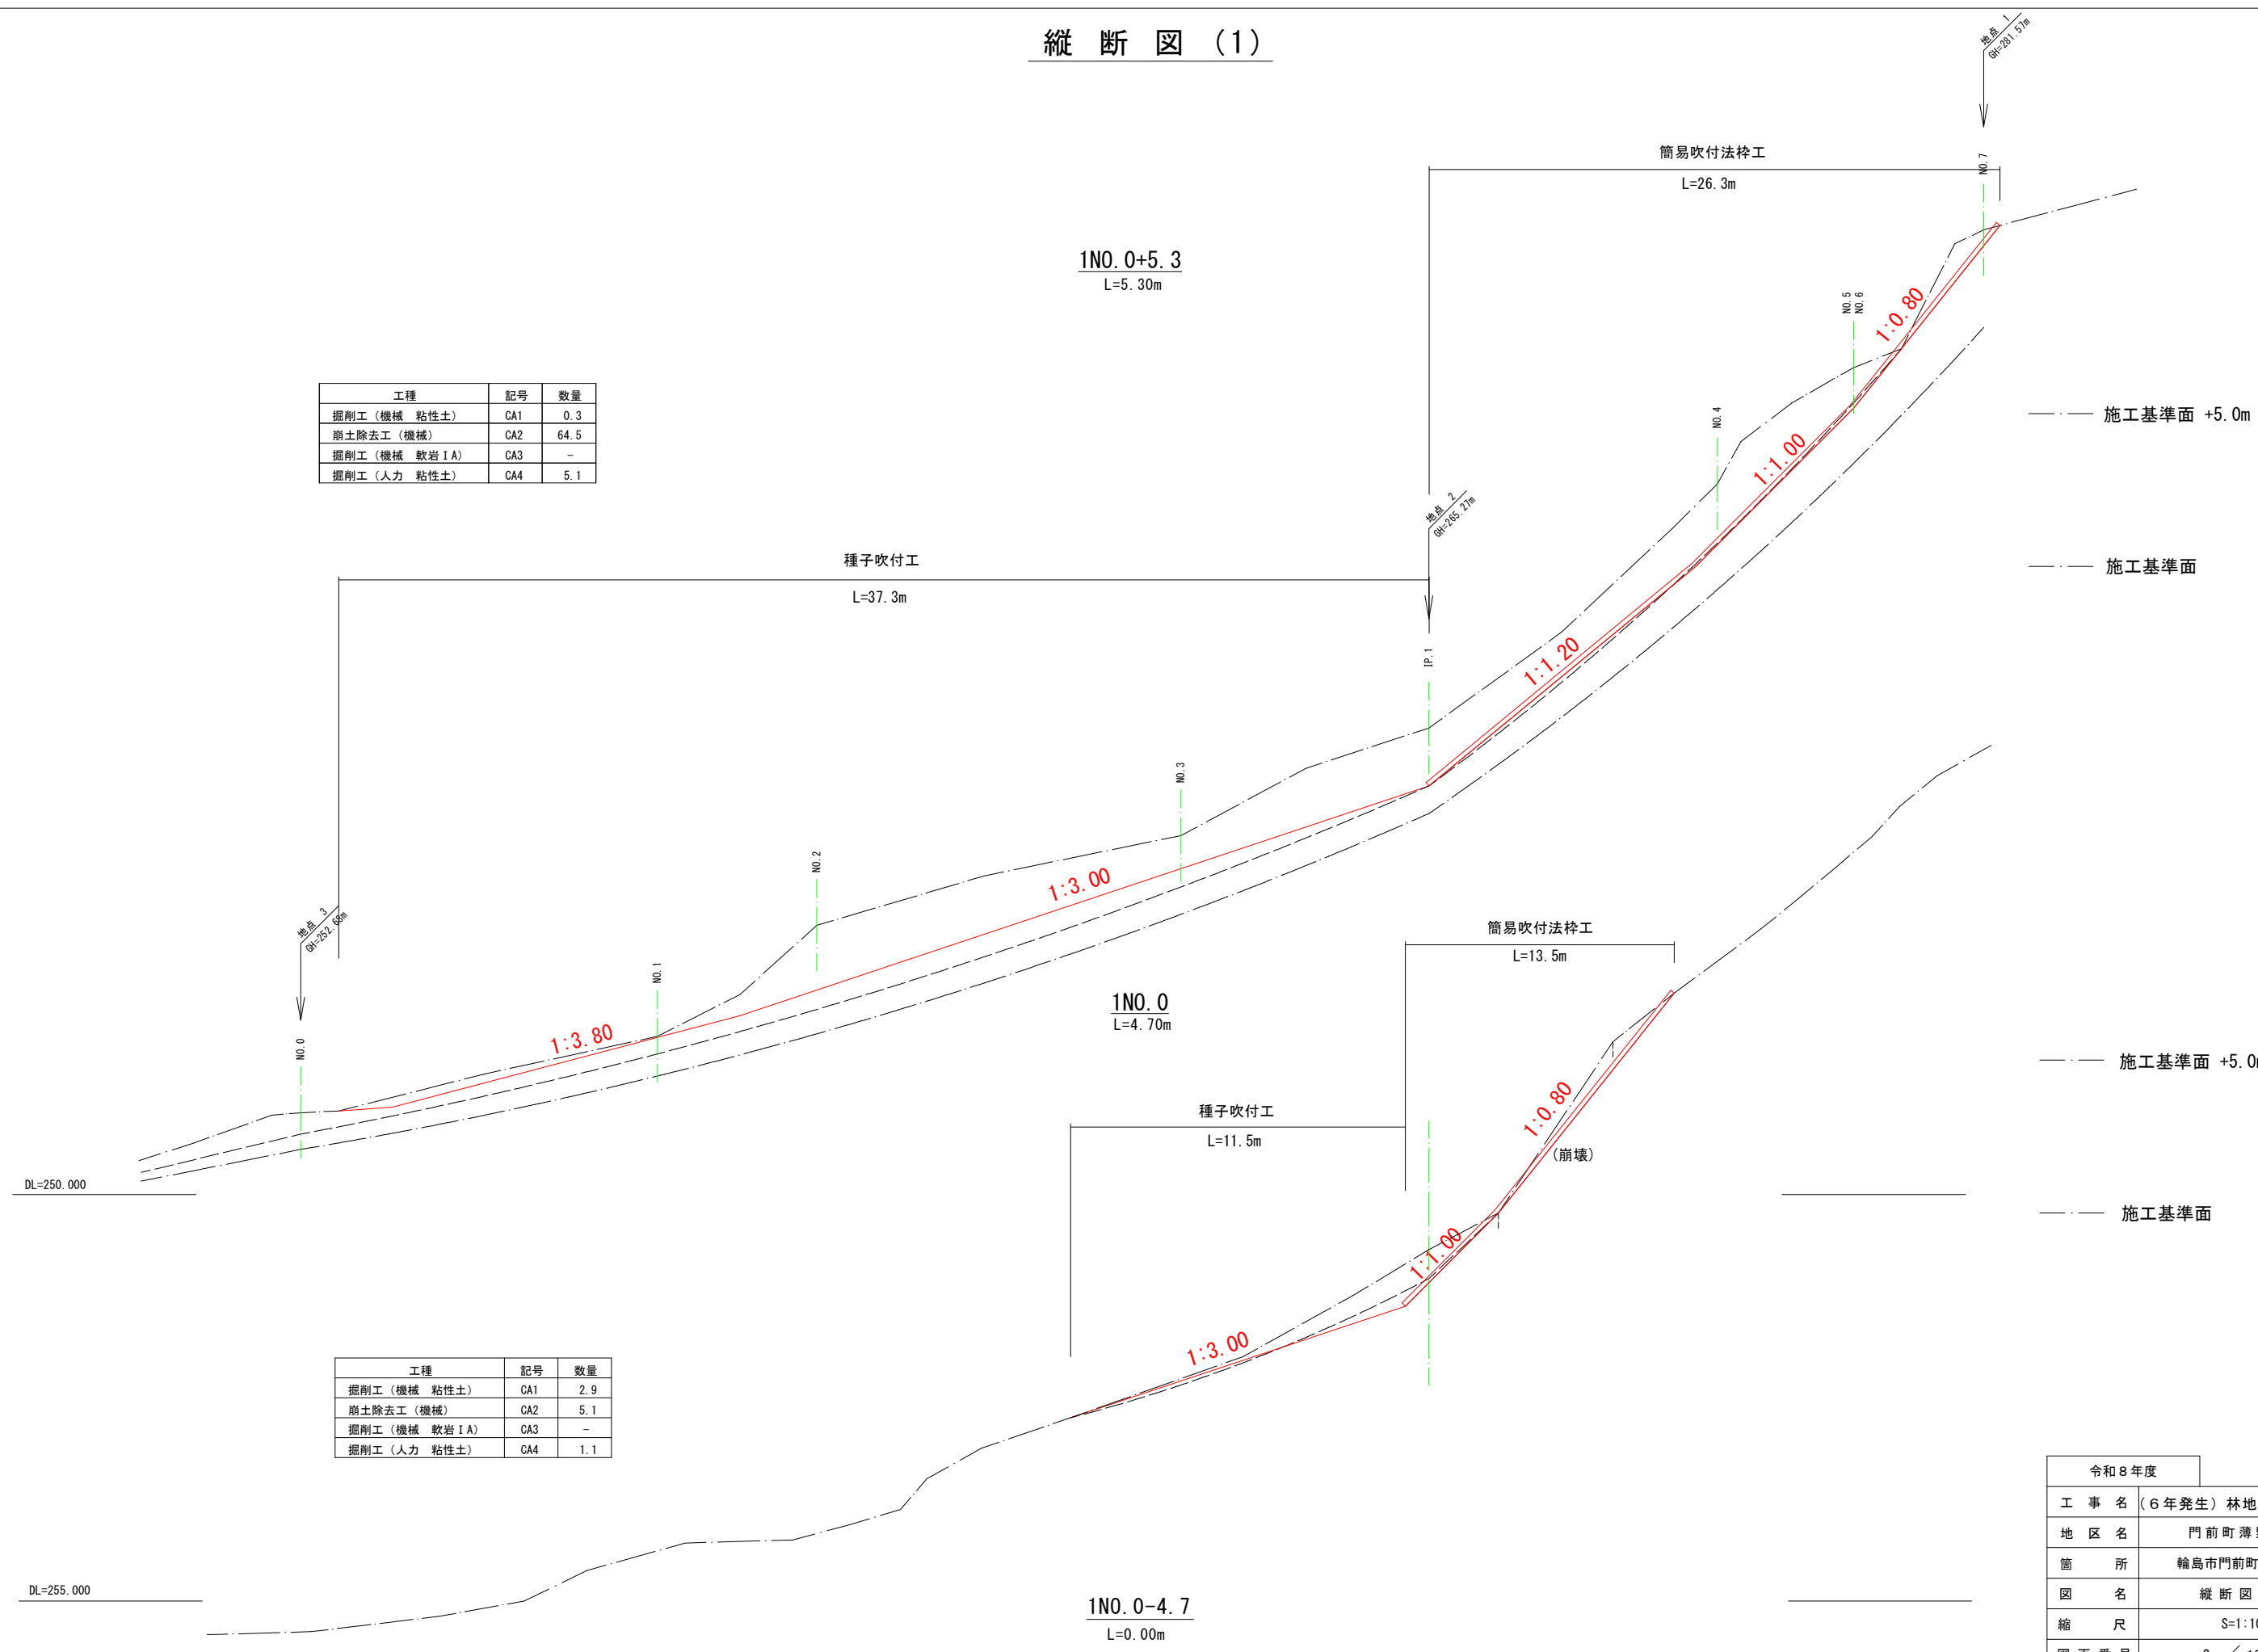 縦 断 図 (1)
地点 1
GH=281.57m
簡易吹付法枠工
L=26.3m
NO.7
1NO.0+5.3
L=5.30m
1:0.80
NO.5
NO.6
工種 記号 数量
掘削工(機械 粘性土) CA1 0.3
崩土除去工(機械) CA2 64.5
掘削工(機械 軟岩ⅠA) CA3 -
掘削工(人力 粘性土) CA4 5.1
NO.4
施工基準面 +5.0m
1:1.00
地点 2
GH=265.27m
種子吹付工
L=37.3m
施工基準面
IP.1
1:1.20
NO.3
NO.2
1:3.00
地点 3
GH=252.68m
簡易吹付法枠工
L=13.5m
NO.1
1NO.0
L=4.70m
1:3.80
NO.0
施工基準面 +5.0m
1:0.80
種子吹付工
L=11.5m
(崩壊)
DL=250.000
施工基準面
1:1.00
1:3.00
工種 記号 数量
掘削工(機械 粘性土) CA1 2.9
崩土除去工(機械) CA2 5.1
掘削工(機械 軟岩ⅠA) CA3 -
掘削工(人力 粘性土) CA4 1.1
令和8年度
工事名 (6年発生)林地
地区名 門前町薄
箇所 輪島市門前町
図名 縦断図
縮尺 S=1:10
DL=255.000
1NO.0-4.7
L=0.00m